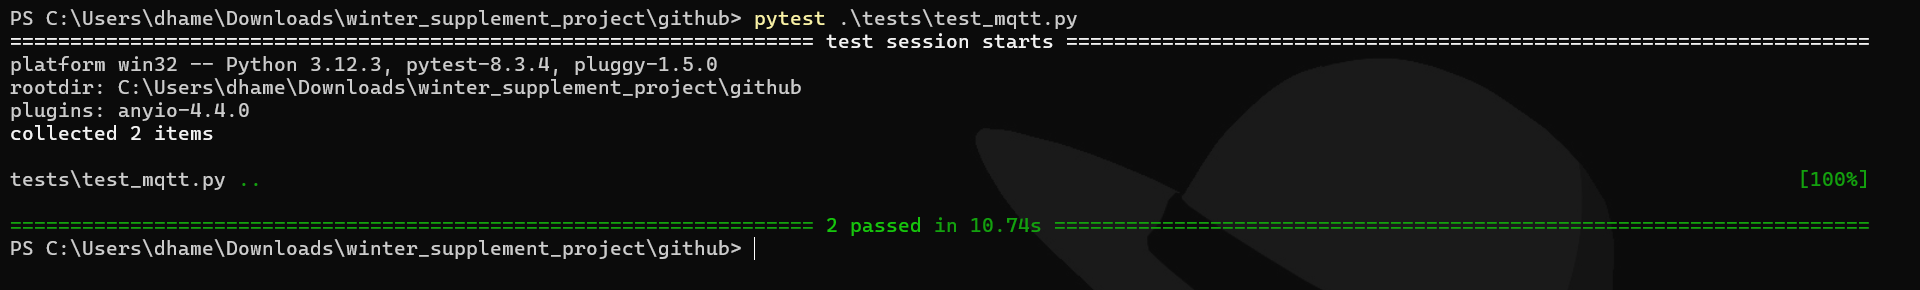 PS C:\Users\dhame\Downloads\winter_supplement_project\github> pytest .\tests\test_mqtt.py
=================================================================== test session starts ===================================================================
platform win32 -- Python 3.12.3, pytest-8.3.4, pluggy-1.5.0
rootdir: C:\Users\dhame\Downloads\winter_supplement_project\github
plugins: anyio-4.4.0
collected 2 items
tests\test_mqtt.py .. [100%]
=================================================================== 2 passed in 10.74s ====================================================================
PS C:\Users\dhame\Downloads\winter_supplement_project\github>